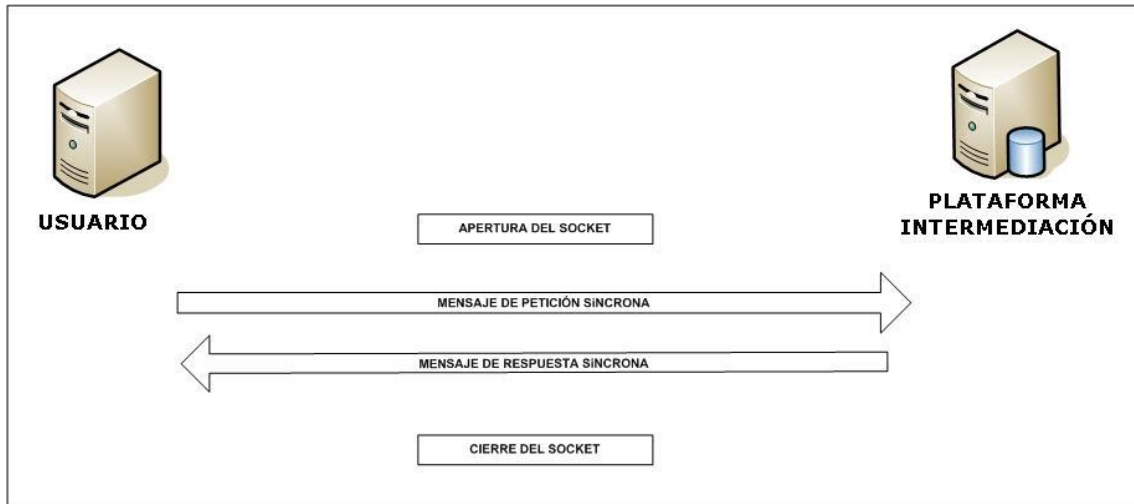 USUARIO
PLATAFORMA
INTERMEDIACIÓN
APERTURA DEL SOCKET
MENSAJE DE PETICIÓN SíNCRONA
MENSAJE DE RESPUESTA SíNCRONA
CIERRE DEL SOCKET